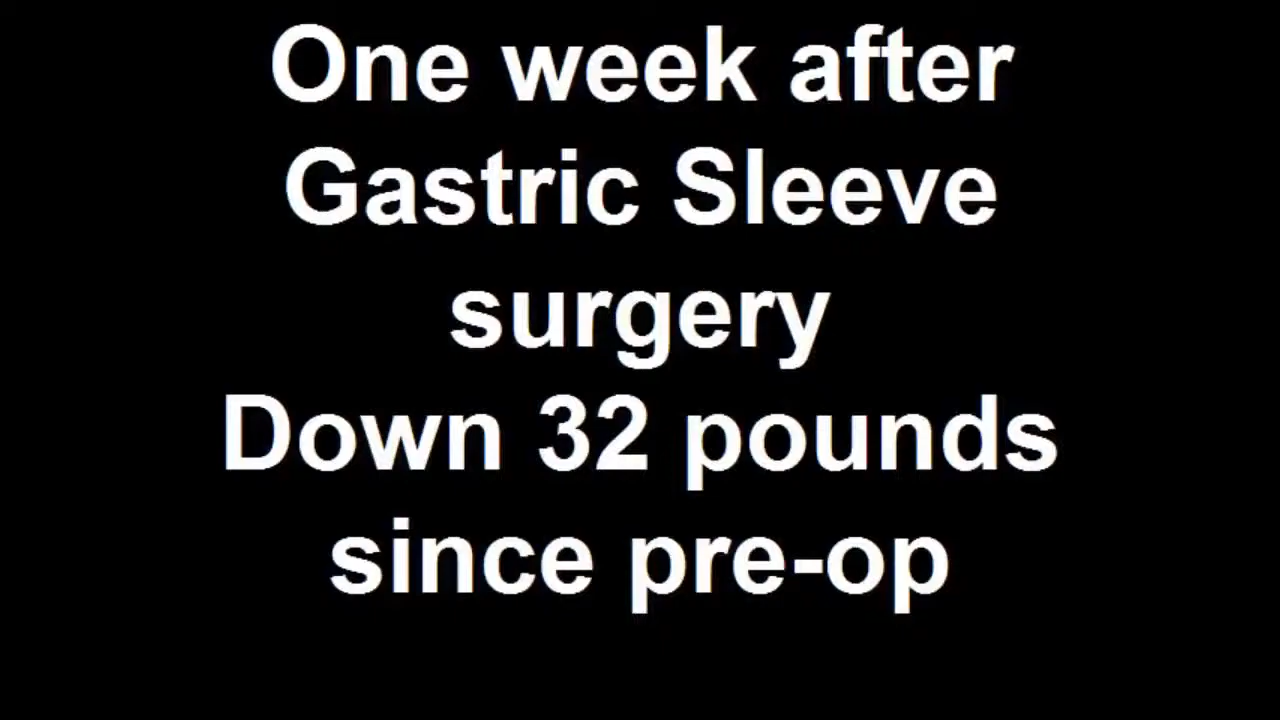 One week after
Gastric Sleeve
surgery
Down 32 pounds
since pre-op